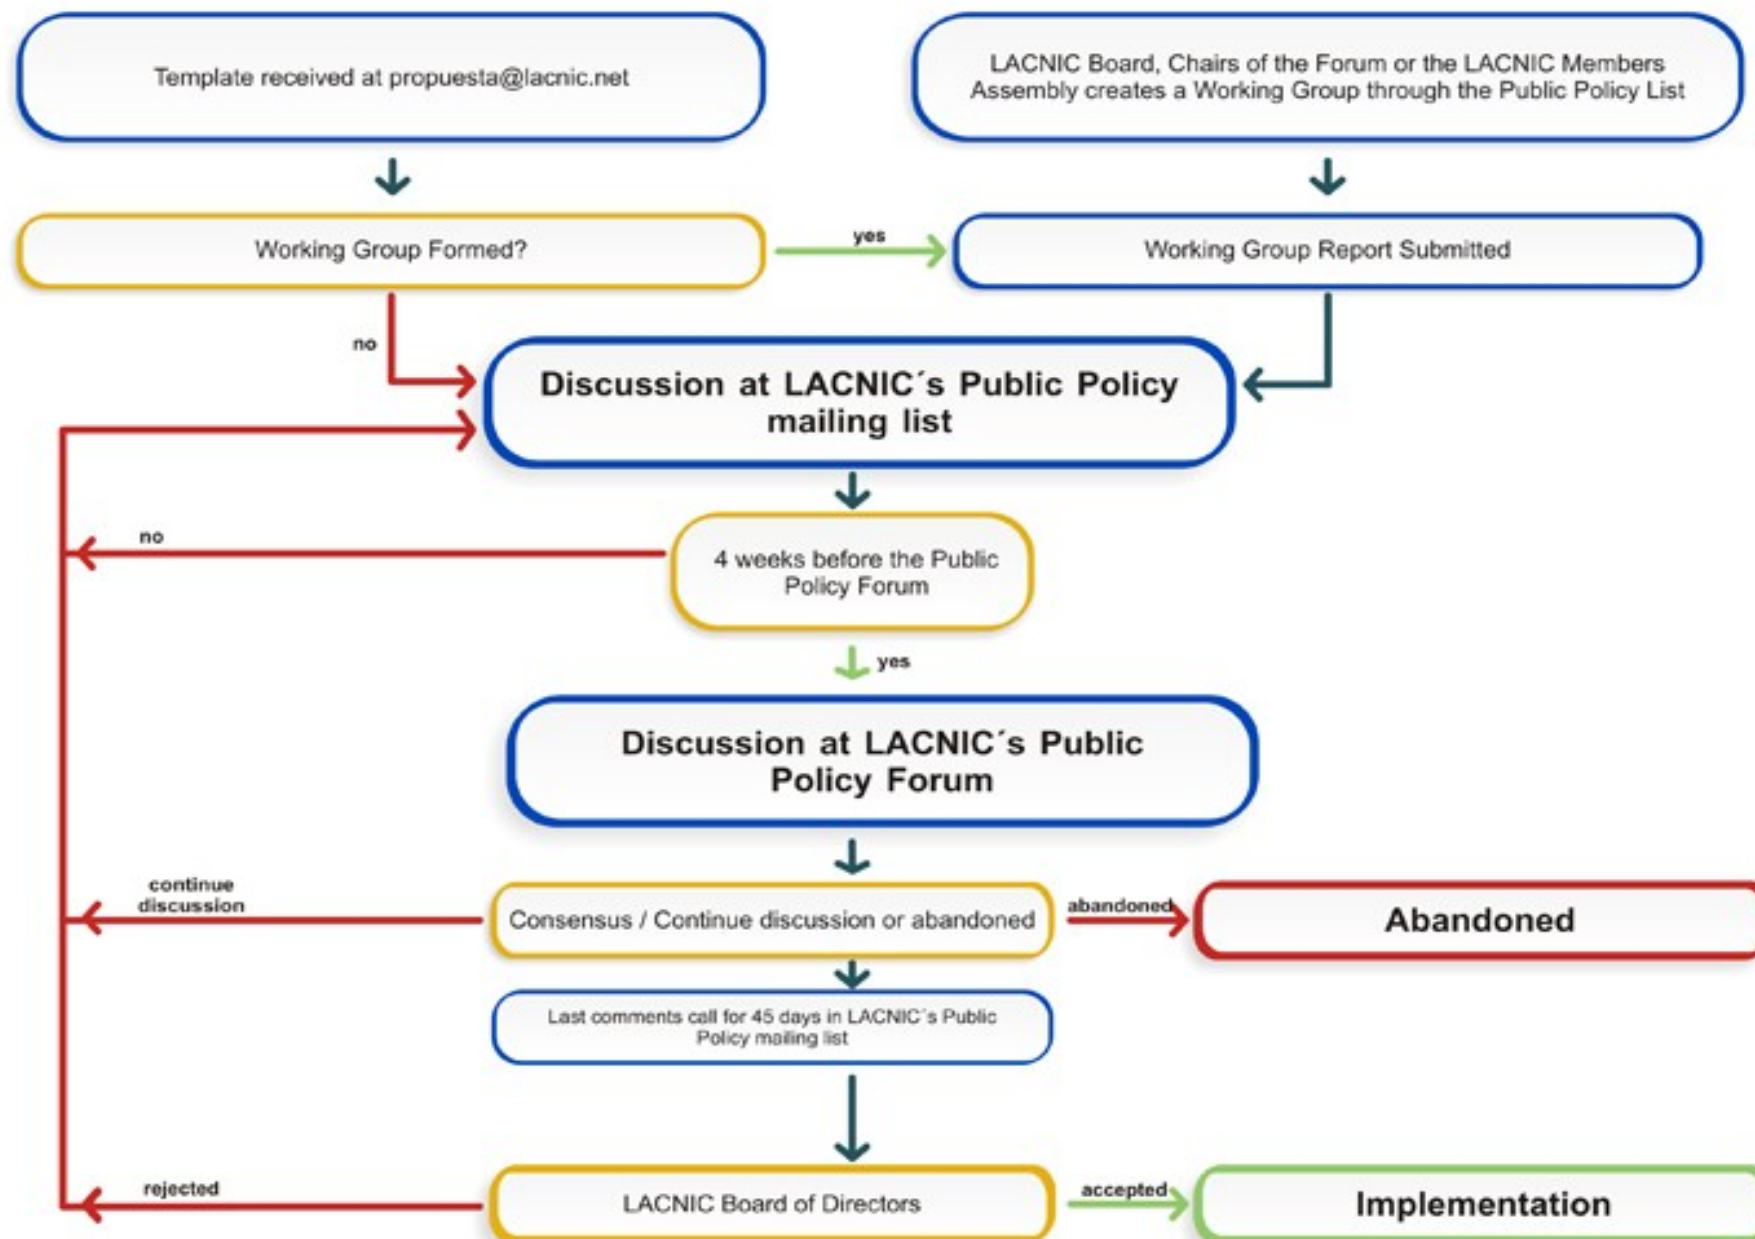 Template received at propuesta@lacnic.net
LACNIC Board, Chairs of the Forum or the LACNIC Members
Assembly creates a Working Group through the Public Policy List
Working Group Formed?
yes
Working Group Report Submitted
no
Discussion at LACNIC´s Public Policy
mailing list
no
4 weeks before the Public
Policy Forum
yes
Discussion at LACNIC´s Public
Policy Forum
continue
discussion
Consensus / Continue discussion or abandoned
abandoned
Abandoned
Last comments call for 45 days in LACNIC´s Public
Policy mailing list
rejected
LACNIC Board of Directors
accepted
Implementation